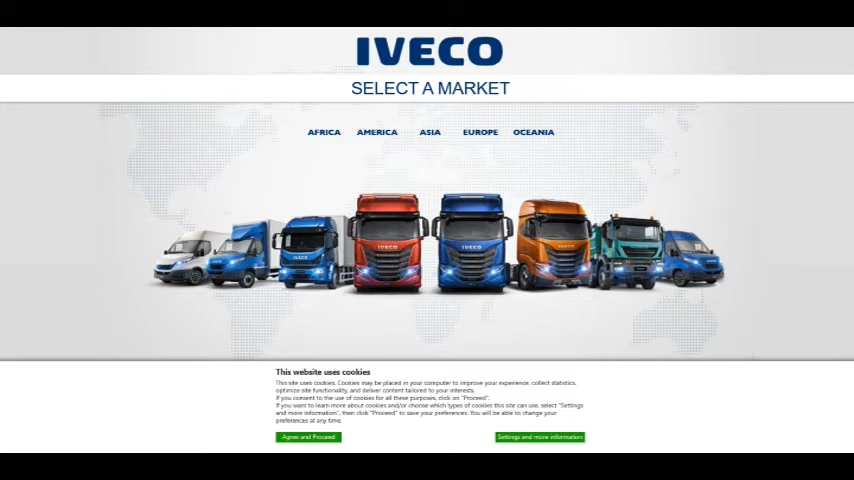 IVECO
SELECT A MARKET
AFRICA AMERICA ASIA EUROPE OCEANIA
IVECO IVECO IVECO IVECO
This website uses cookies
This site uses cookies. Cookies may be placed in your computer to improve your experience, collect statistics,
optimize site functionality, and deliver content tailored to your interests.
If you consent to the use of cookies for all these purposes, click on "Proceed".
If you want to learn more about cookies and/or choose which types of cookies this site can use, select "Settings
and more information", then click "Proceed" to save your preferences. You will be able to change your
preferences at any time.
Agree and Proceed Settings and more information